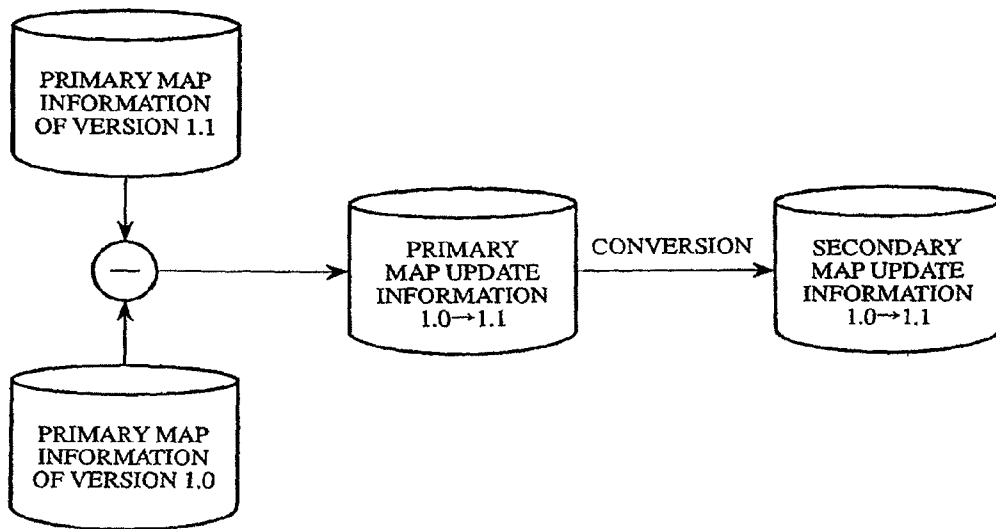 PRIMARY MAP
INFORMATION
OF VERSION 1.1
PRIMARY
MAP UPDATE
INFORMATION
1.0→1.1
CONVERSION
SECONDARY
MAP UPDATE
INFORMATION
1.0→1.1
PRIMARY MAP
INFORMATION
OF VERSION 1.0